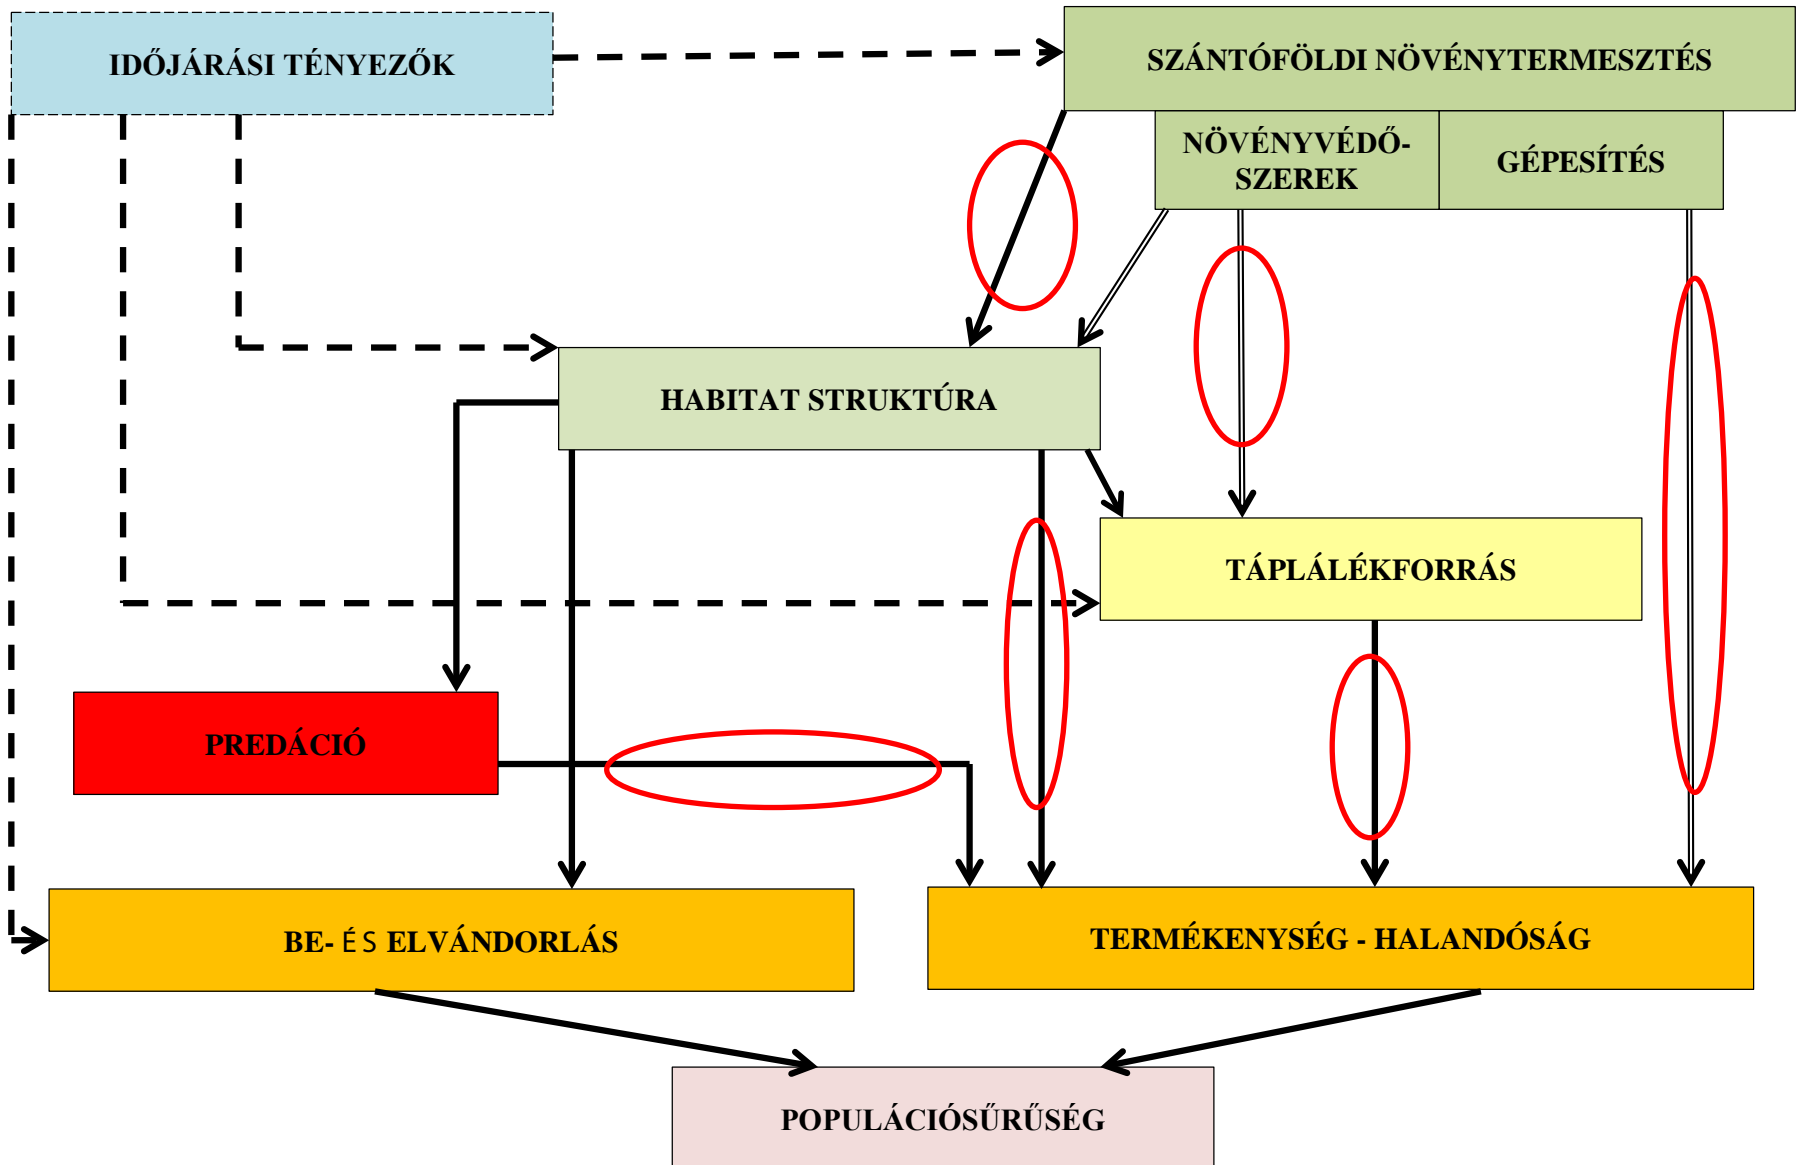 IDŐJÁRÁSI TÉNYEZŐK
SZÁNTÓFÖLDI NÖVÉNYTERMESZTÉS
NÖVÉNYVÉDŐ-
SZEREK
GÉPESÍTÉS
HABITAT STRUKTÚRA
TÁPLÁLÉKFORRÁS
PREDÁCIÓ
BE- ÉS ELVÁNDORLÁS
TERMÉKENYSÉG - HALANDÓSÁG
POPULÁCIÓSŰRŰSÉG